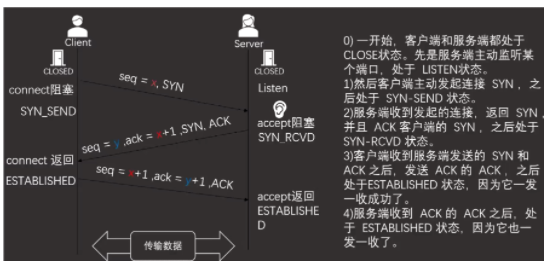 Client
Server
CLOSED
CLOSED
connect阻塞
seq = x, SYN
Listen
SYN_SEND
accept阻塞
SYN_RCVD
seq = y ,ack = x+1 ,SYN, ACK
connect 返回
ESTABLISHED
seq = x+1 ,ack = y+1 ,ACK
accept返回
ESTABLISHE
D
传输数据
0) 一开始，客户端和服务端都处于
CLOSE状态。先是服务端主动监听某
个端口，处于 LISTEN状态。
1)然后客户端主动发起连接 SYN，之
后处于 SYN-SEND 状态。
2)服务端收到发起的连接，返回 SYN，
并且 ACK 客户端的 SYN，之后处于
SYN-RCVD 状态。
3)客户端收到服务端发送的 SYN 和
ACK 之后，发送 ACK 的 ACK，之后
处于ESTABLISHED 状态，因为它一发
一收成功了。
4)服务端收到 ACK 的 ACK 之后，处
于 ESTABLISHED 状态，因为它也一
发一收了。